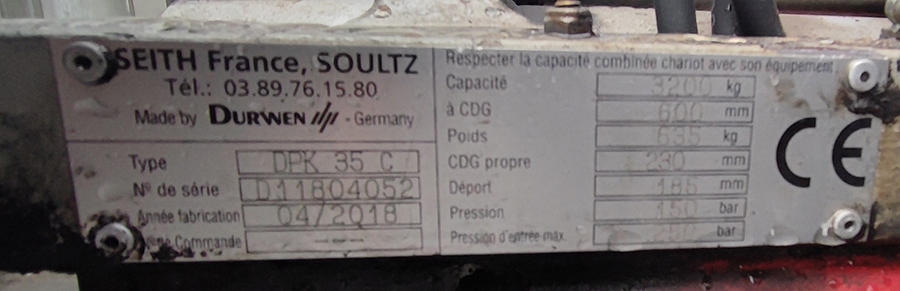 SEITH France, SOULTZ
Tél.: 03.89.76.15.80
Made by DURWEN - Germany
Type DPK 35 C
N° de série D11804052
Année fabrication 04/2018
Commande ---
Respecter la capacité combinée chariot avec son équipement
Capacité 3200 kg
à CDG 600 mm
Poids 635 kg
CDG propre 230 mm
Déport 185 mm
Pression 150 bar
Pression d'entrée max. bar
CE